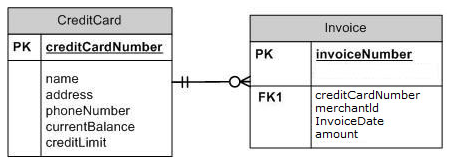 CreditCard
PK creditCardNumber
name
address
phoneNumber
currentBalance
creditLimit
Invoice
PK invoiceNumber
FK1 creditCardNumber
merchantId
InvoiceDate
amount